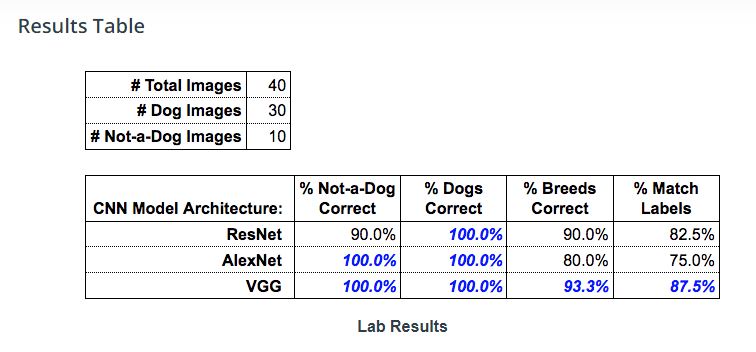 Results Table
# Total Images 40
# Dog Images 30
# Not-a-Dog Images 10
CNN Model Architecture: % Not-a-Dog Correct % Dogs Correct % Breeds Correct % Match Labels
ResNet 90.0% 100.0% 90.0% 82.5%
AlexNet 100.0% 100.0% 80.0% 75.0%
VGG 100.0% 100.0% 93.3% 87.5%
Lab Results